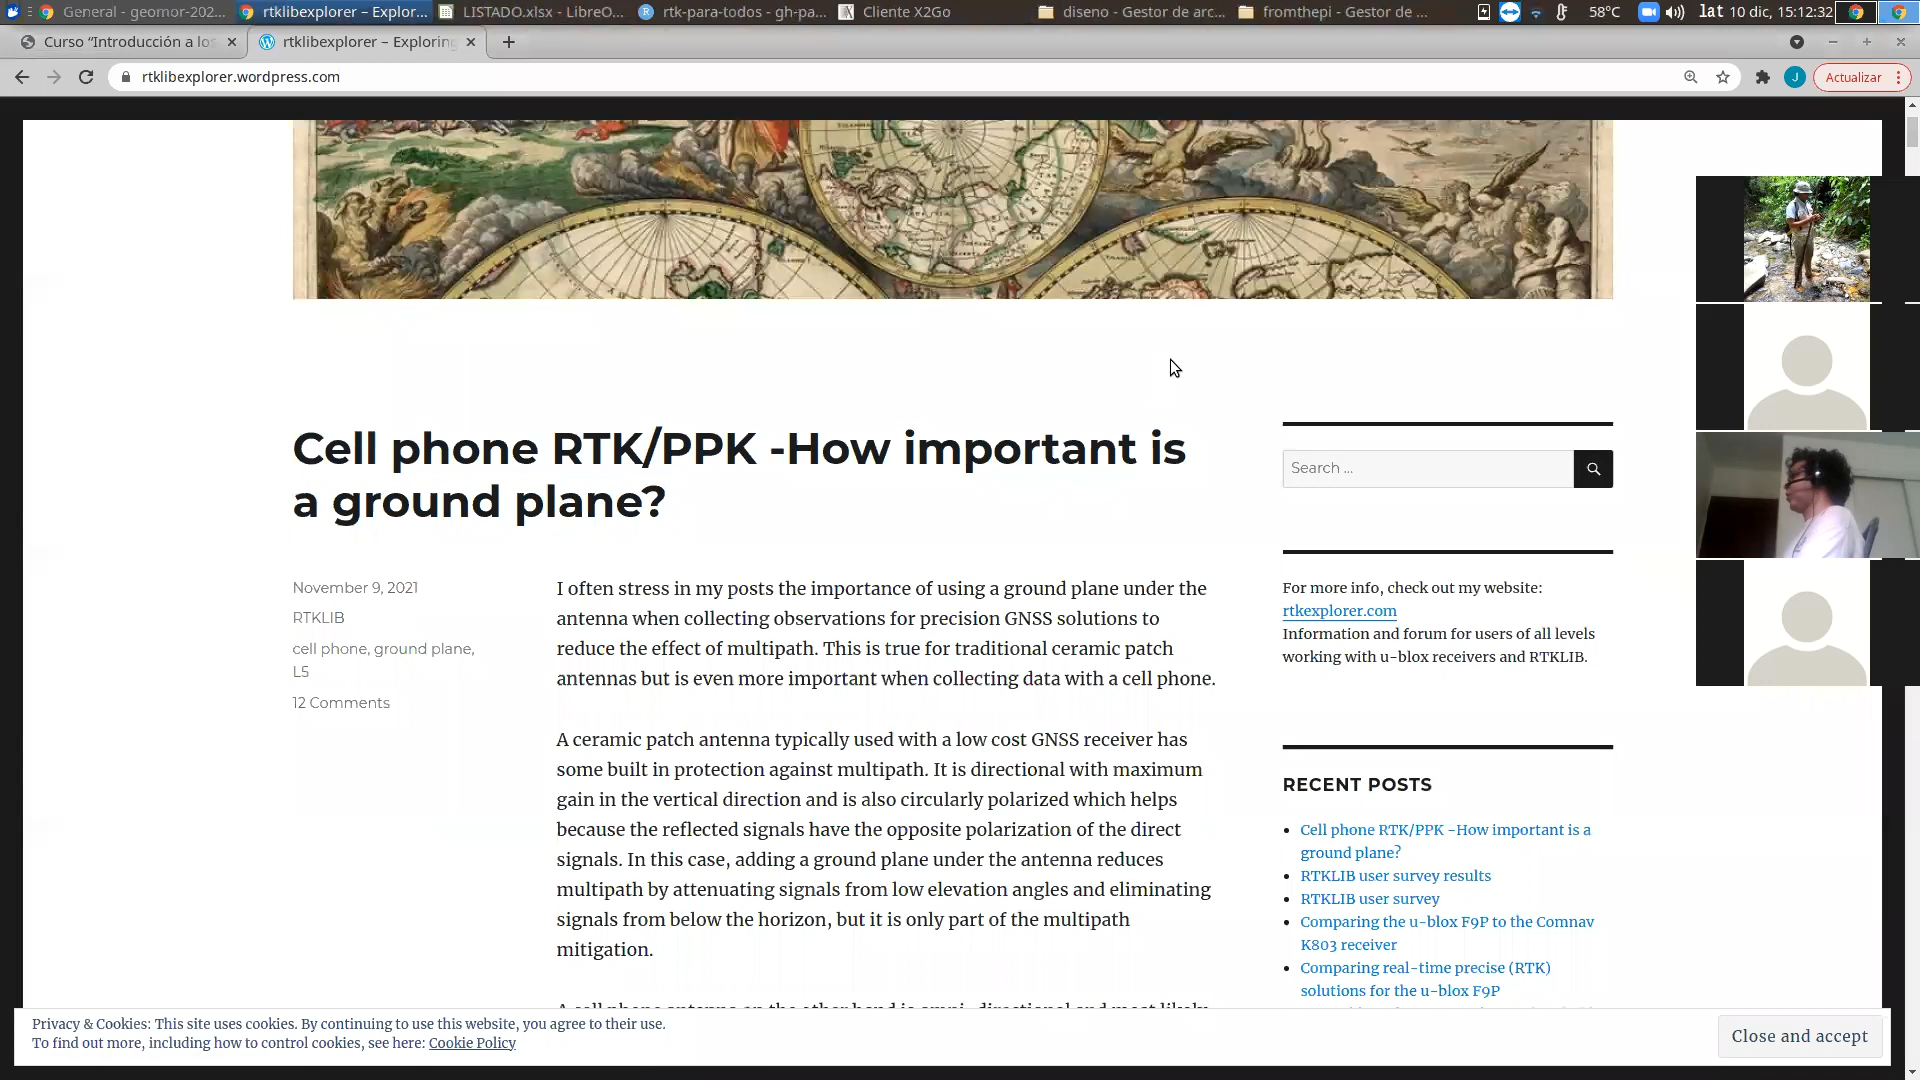 General - geomor-202...
rtklibexplorer – Explor...
LISTADO.xlsx - LibreO...
rtk-para-todos - gh-pa...
Cliente X2Go
diseno - Gestor de arc...
fromthepi - Gestor de ...
58°C
lat 10 dic, 15:12:32
Curso “Introducción a los
rtklibexplorer – Exploring
rtklibexplorer.wordpress.com
J
Actualizar
Cell phone RTK/PPK -How important is
a ground plane?
November 9, 2021
RTKLIB
cell phone, ground plane,
L5
12 Comments
I often stress in my posts the importance of using a ground plane under the
antenna when collecting observations for precision GNSS solutions to
reduce the effect of multipath. This is true for traditional ceramic patch
antennas but is even more important when collecting data with a cell phone.
A ceramic patch antenna typically used with a low cost GNSS receiver has
some built in protection against multipath. It is directional with maximum
gain in the vertical direction and is also circularly polarized which helps
because the reflected signals have the opposite polarization of the direct
signals. In this case, adding a ground plane under the antenna reduces
multipath by attenuating signals from low elevation angles and eliminating
signals from below the horizon, but it is only part of the multipath
mitigation.
A cell phone antenna on the other hand is omni-directional and most likely
Search ...
For more info, check out my website:
rtkexplorer.com
Information and forum for users of all levels
working with u-blox receivers and RTKLIB.
RECENT POSTS
Cell phone RTK/PPK -How important is a
ground plane?
RTKLIB user survey results
RTKLIB user survey
Comparing the u-blox F9P to the Comnav
K803 receiver
Comparing real-time precise (RTK)
solutions for the u-blox F9P
Privacy & Cookies: This site uses cookies. By continuing to use this website, you agree to their use.
To find out more, including how to control cookies, see here: Cookie Policy
Close and accept